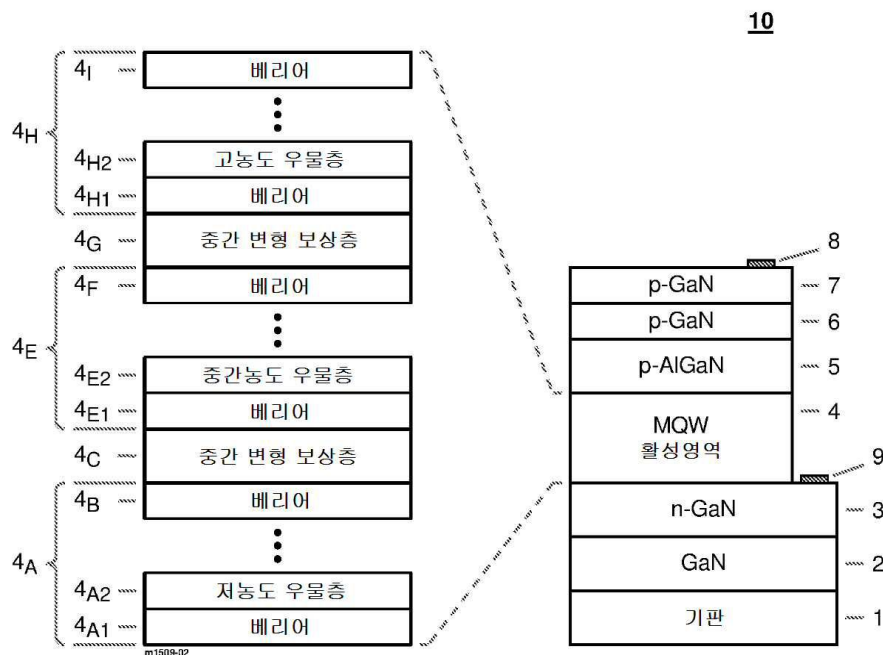 10
4I
베리어
4H
4H2
고농도 우물층
4H1
베리어
4G
중간 변형 보상층
4F
베리어
4E
4E2
중간농도 우물층
4E1
베리어
4C
중간 변형 보상층
4B
베리어
4A
4A2
저농도 우물층
4A1
베리어
m1509-02
8
p-GaN
7
p-GaN
6
p-AlGaN
5
MQW
활성영역
4
9
n-GaN
3
GaN
2
기판
1